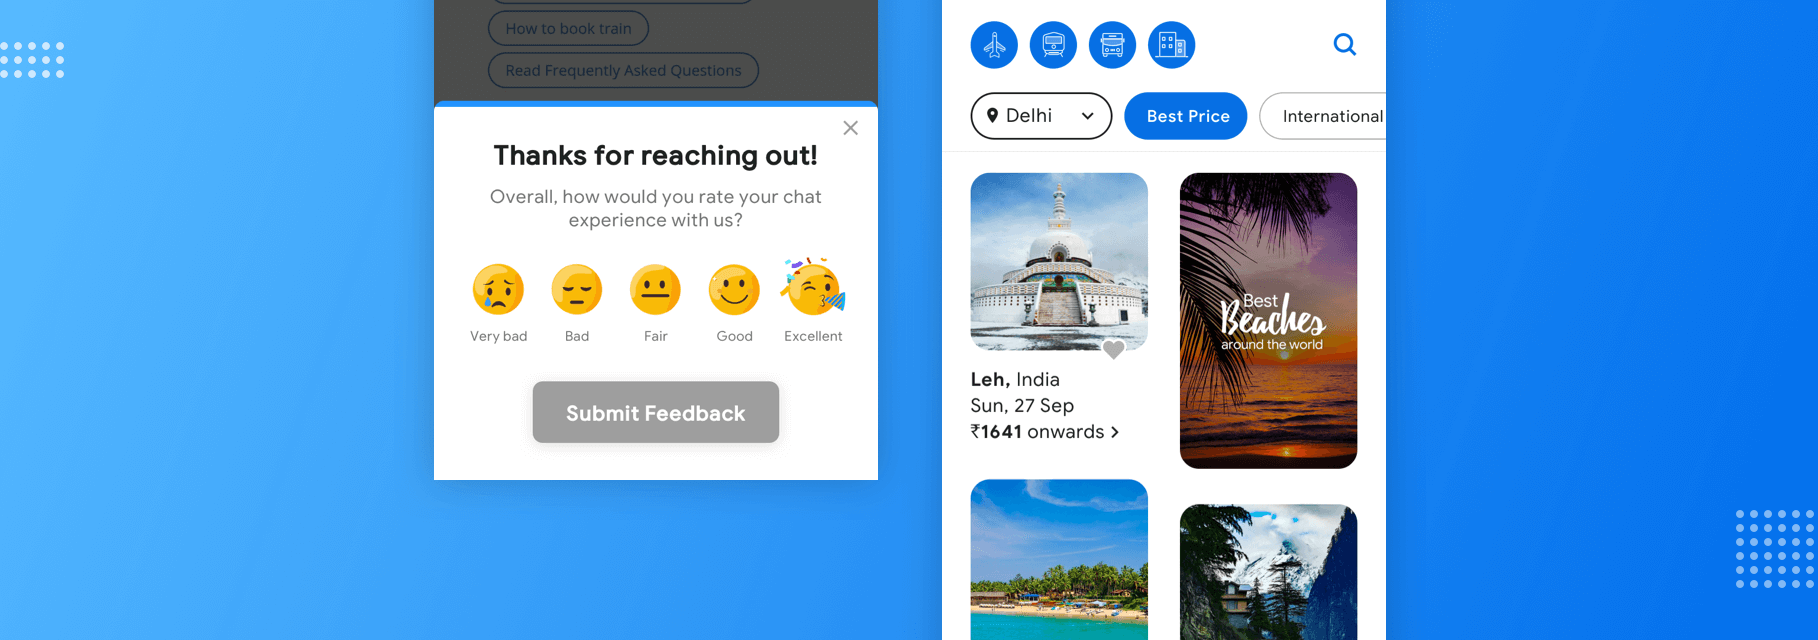 How to book train
Read Frequently Asked Questions
Thanks for reaching out!
Overall, how would you rate your chat
experience with us?
Very bad
Bad
Fair
Good
Excellent
Submit Feedback
Delhi
Best Price
International
Leh, India
Sun, 27 Sep
₹1641 onwards >
Best
Beaches
around the world